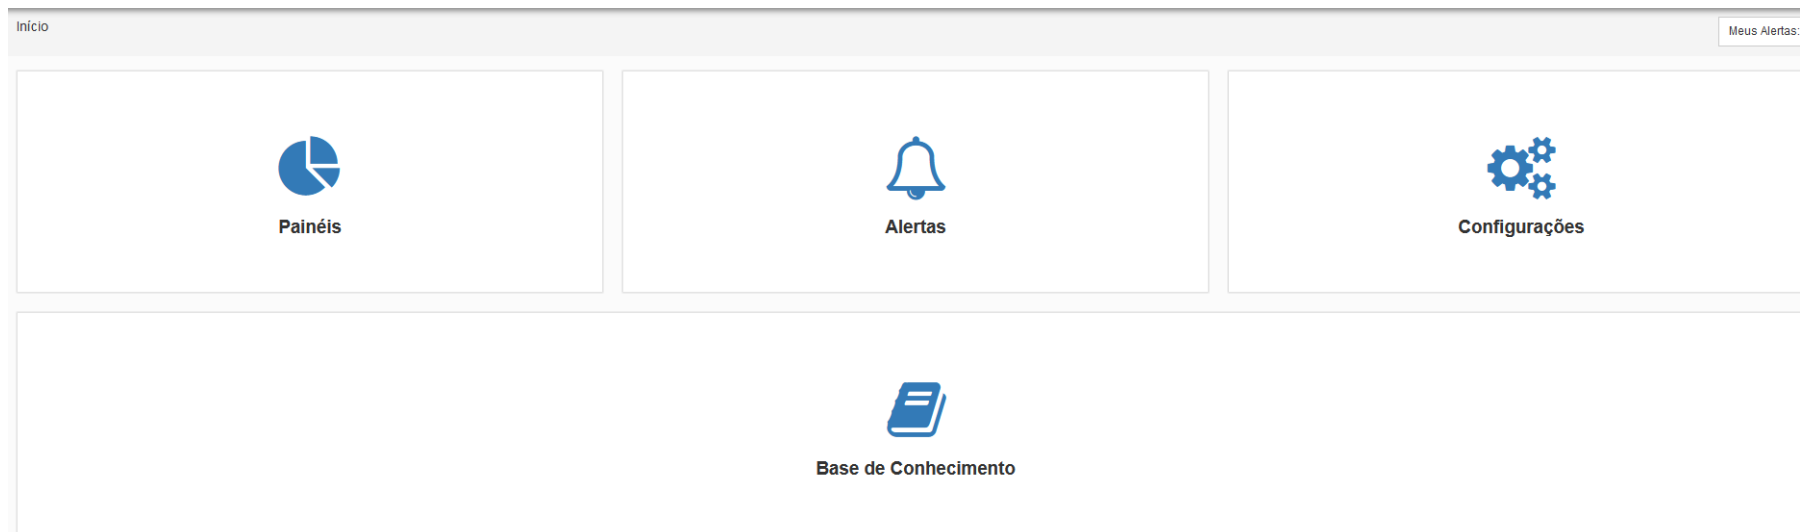 Início
Meus Alertas:
Painéis
Alertas
Configurações
Base de Conhecimento